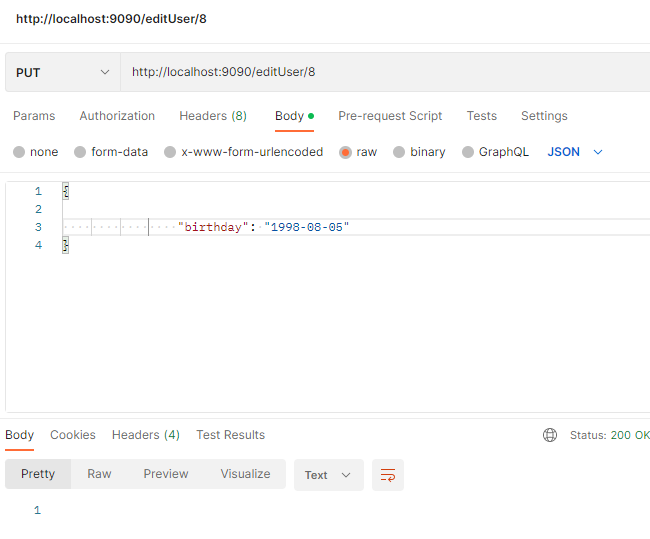 http://localhost:9090/editUser/8
PUT http://localhost:9090/editUser/8
Params Authorization Headers (8) Body Pre-request Script Tests Settings
none form-data x-www-form-urlencoded raw binary GraphQL JSON
1 {
2
3 "birthday": "1998-08-05"
4 }
Body Cookies Headers (4) Test Results Status: 200 OK
Pretty Raw Preview Visualize Text
1